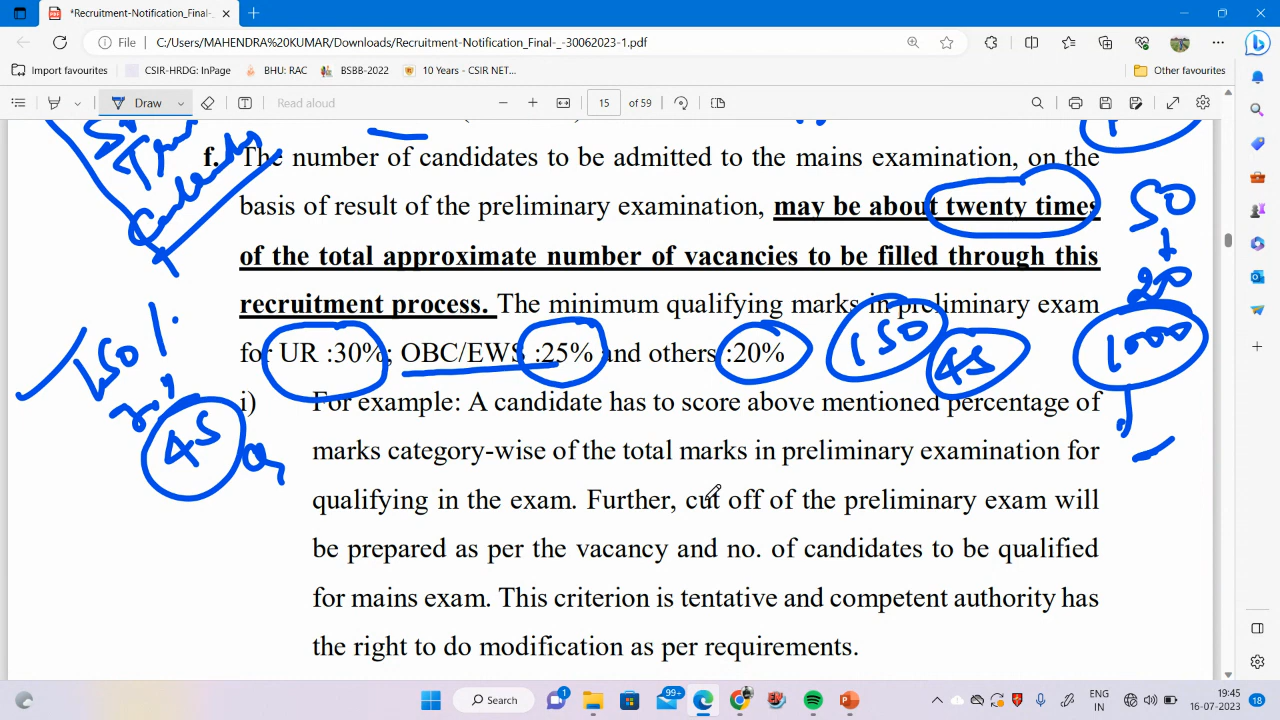 *Recruitment-Notification_Final-
File
C:/Users/MAHENDRA%20KUMAR/Downloads/Recruitment-Notification_Final-_-30062023-1.pdf
Import favourites
CSIR-HRDG: InPage
BHU: RAC
BSBB-2022
10 Years - CSIR NET...
Other favourites
Draw
Read aloud
15 of 59
f. The number of candidates to be admitted to the mains examination, on the
basis of result of the preliminary examination, may be about twenty times
50
+
20
of the total approximate number of vacancies to be filled through this
recruitment process. The minimum qualifying marks in preliminary exam
for UR :30%; OBC/EWS :25% and others :20%
150
45
1000
150
45
i) For example: A candidate has to score above mentioned percentage of
marks category-wise of the total marks in preliminary examination for
qualifying in the exam. Further, cut off of the preliminary exam will
be prepared as per the vacancy and no. of candidates to be qualified
for mains exam. This criterion is tentative and competent authority has
the right to do modification as per requirements.
Search
1
99+
ENG
IN
19:45
16-07-2023
18